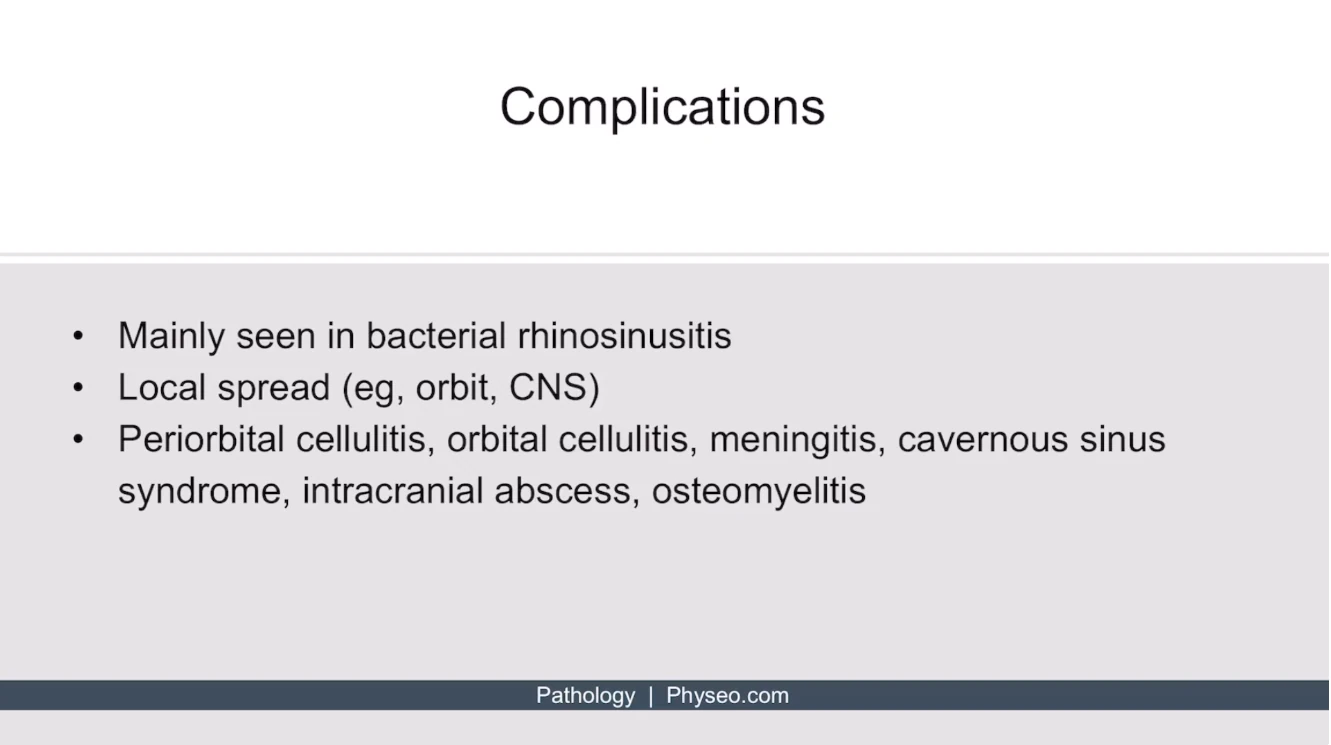 Complications
• Mainly seen in bacterial rhinosinusitis
• Local spread (eg, orbit, CNS)
• Periorbital cellulitis, orbital cellulitis, meningitis, cavernous sinus
syndrome, intracranial abscess, osteomyelitis
Pathology | Physeo.com